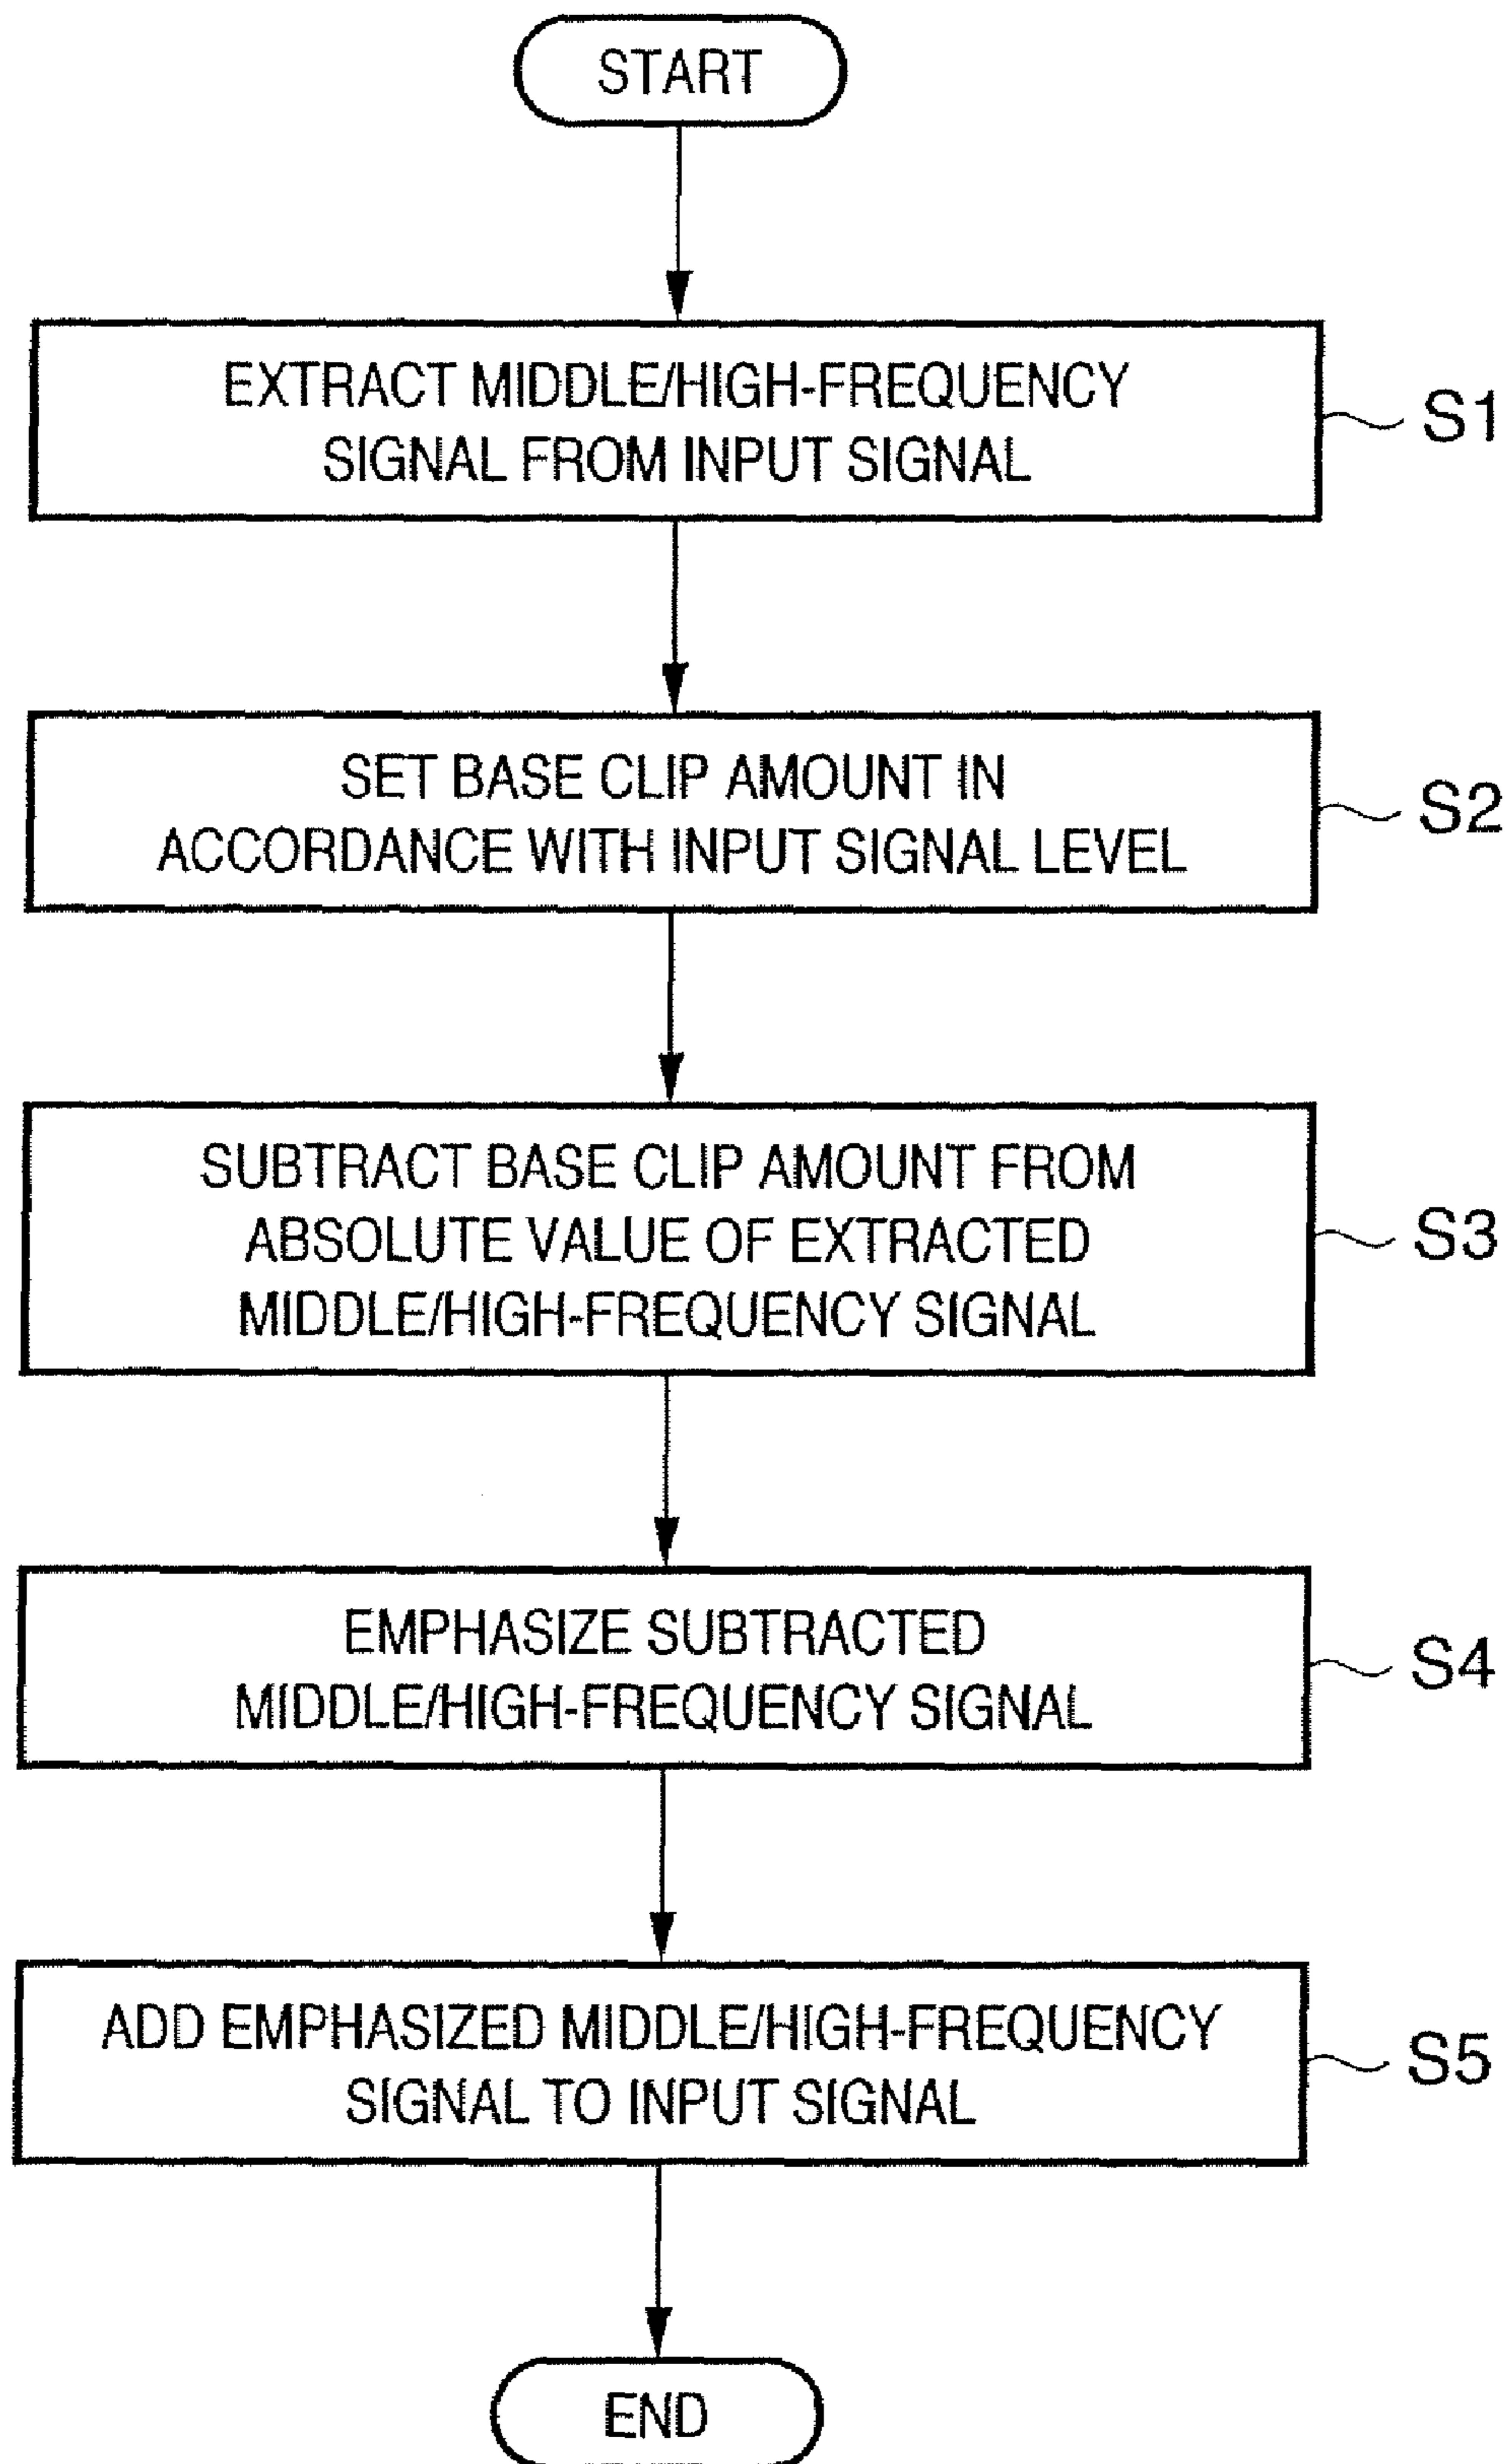 START
EXTRACT MIDDLE/HIGH-FREQUENCY
SIGNAL FROM INPUT SIGNAL
S1
SET BASE CLIP AMOUNT IN
ACCORDANCE WITH INPUT SIGNAL LEVEL
S2
SUBTRACT BASE CLIP AMOUNT FROM
ABSOLUTE VALUE OF EXTRACTED
MIDDLE/HIGH-FREQUENCY SIGNAL
S3
EMPHASIZE SUBTRACTED
MIDDLE/HIGH-FREQUENCY SIGNAL
S4
ADD EMPHASIZED MIDDLE/HIGH-FREQUENCY
SIGNAL TO INPUT SIGNAL
S5
END